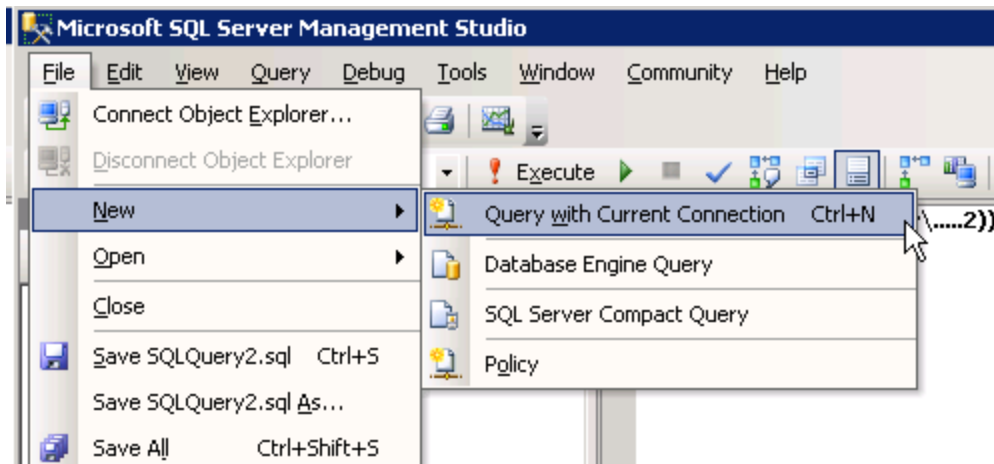 Microsoft SQL Server Management Studio
File Edit View Query Debug Tools Window Community Help
Connect Object Explorer...
Disconnect Object Explorer
Execute
New
Query with Current Connection Ctrl+N
\.....2))
Open
Database Engine Query
Close
SQL Server Compact Query
Save SQLQuery2.sql Ctrl+S
Policy
Save SQLQuery2.sql As...
Save All Ctrl+Shift+S